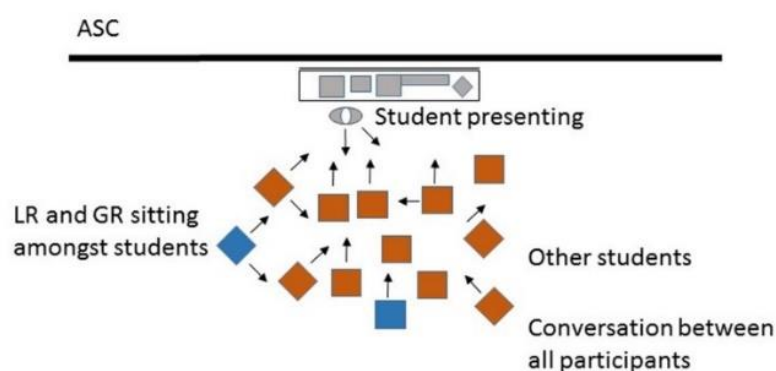 ASC
Student presenting
LR and GR sitting
amongst students
Other students
Conversation between
all participants